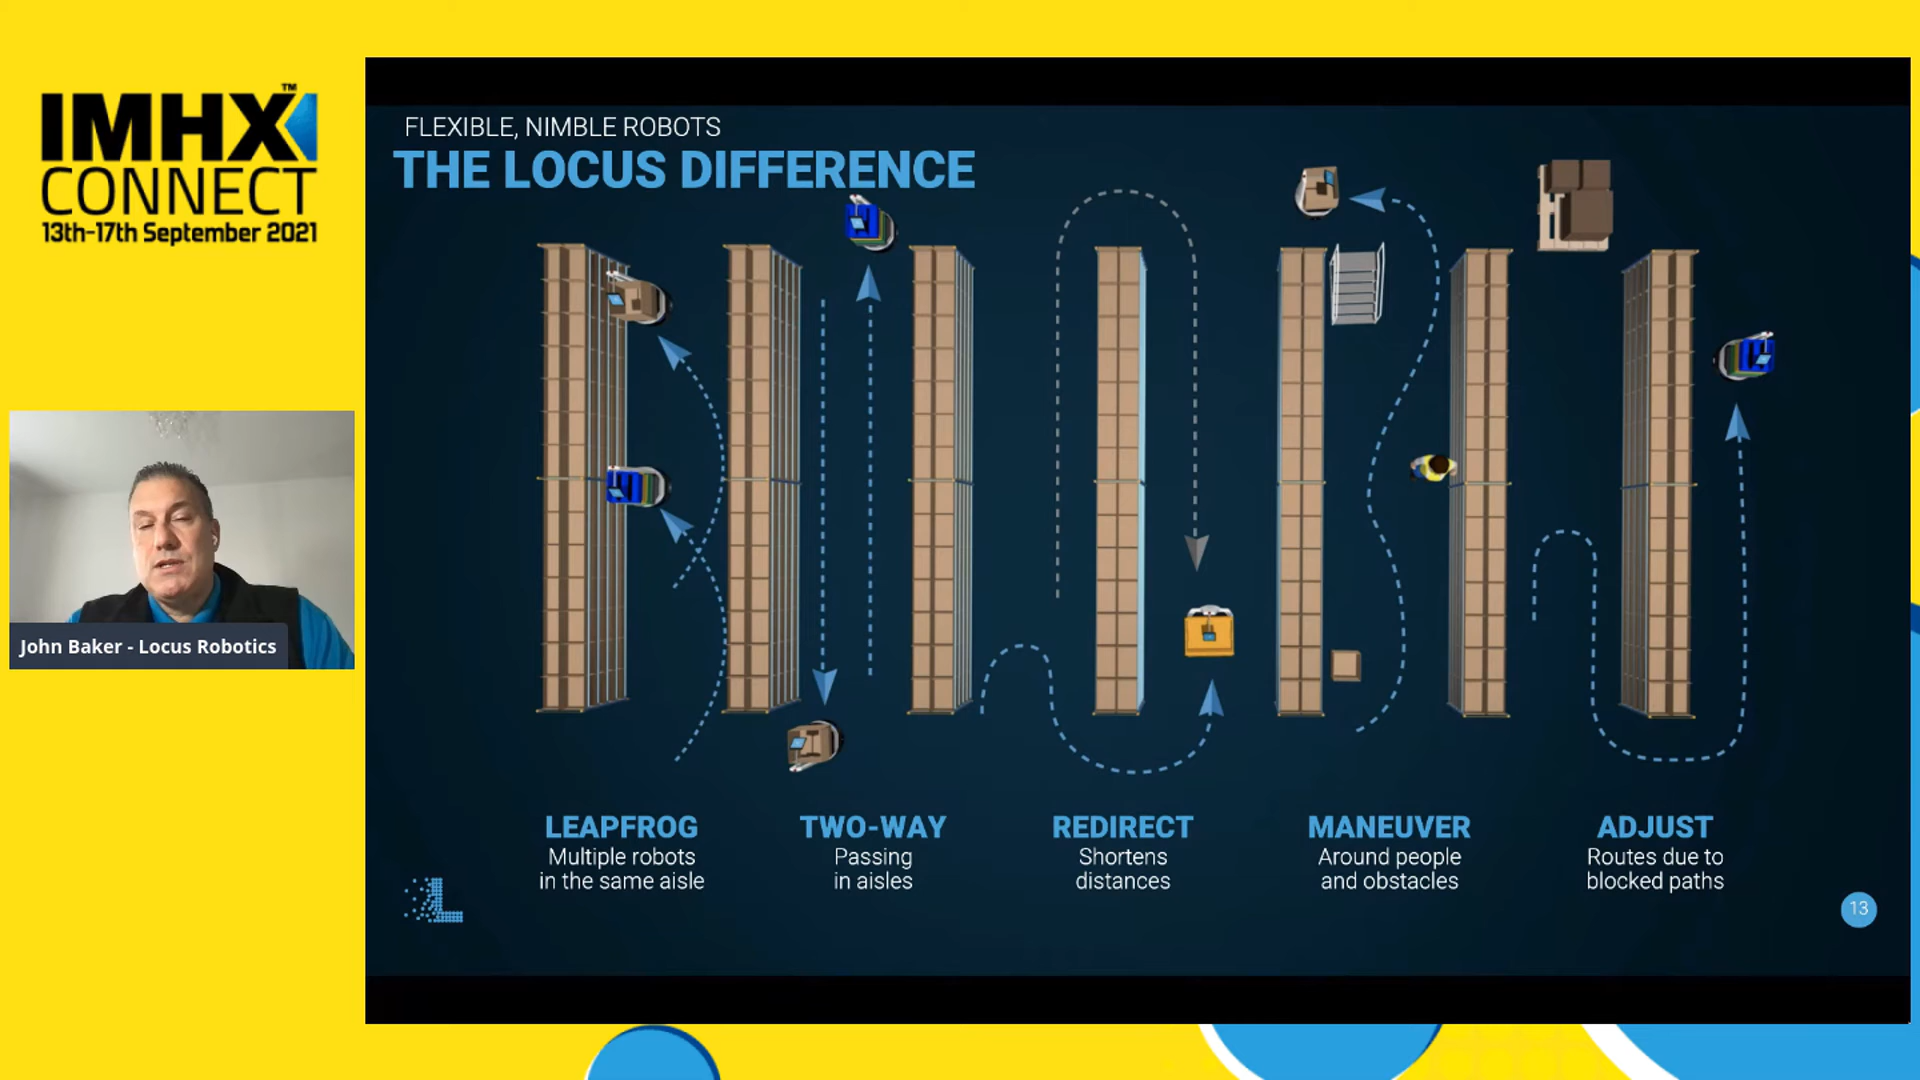 IMHX™
CONNECT
13th-17th September 2021
John Baker - Locus Robotics
FLEXIBLE, NIMBLE ROBOTS
THE LOCUS DIFFERENCE
LEAPFROG
Multiple robots
in the same aisle
TWO-WAY
Passing
in aisles
REDIRECT
Shortens
distances
MANEUVER
Around people
and obstacles
ADJUST
Routes due to
blocked paths
13